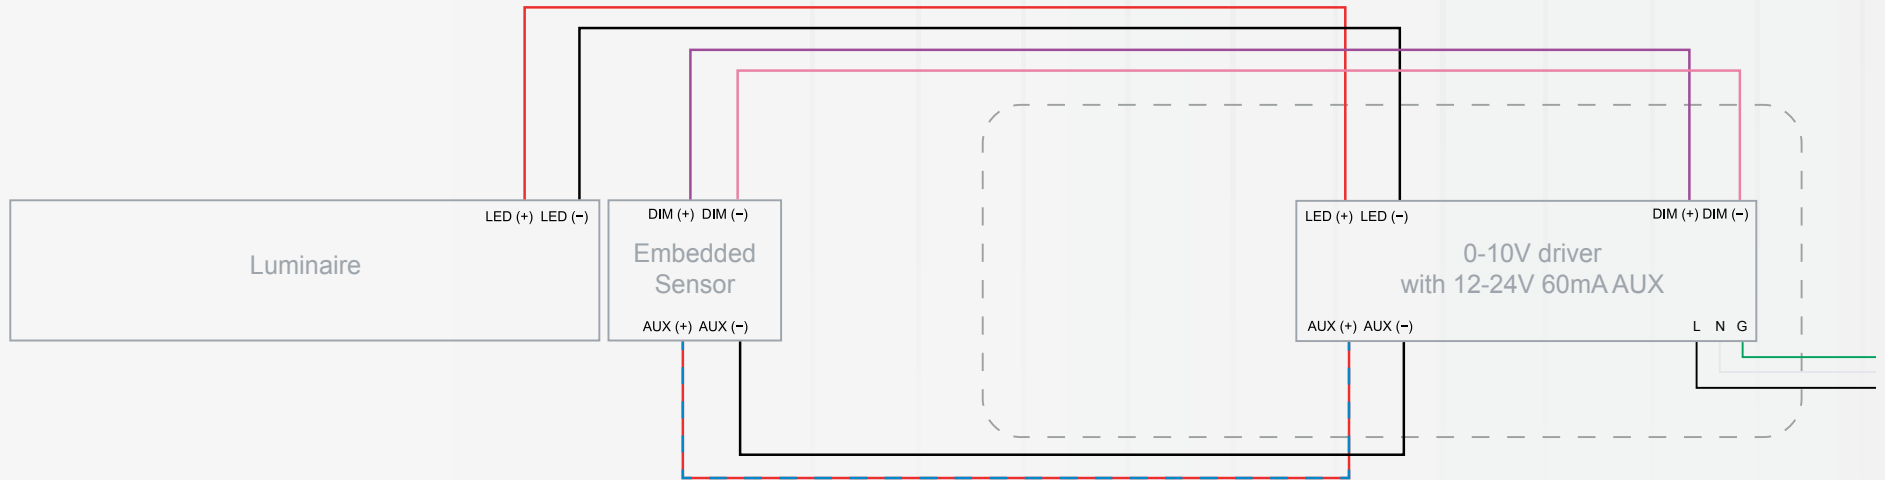 LED (+) LED (−)
Luminaire
DIM (+) DIM (−)
Embedded
Sensor
AUX (+) AUX (−)
LED (+) LED (−)
DIM (+) DIM (−)
0-10V driver
with 12-24V 60mA AUX
AUX (+) AUX (−)
L N G